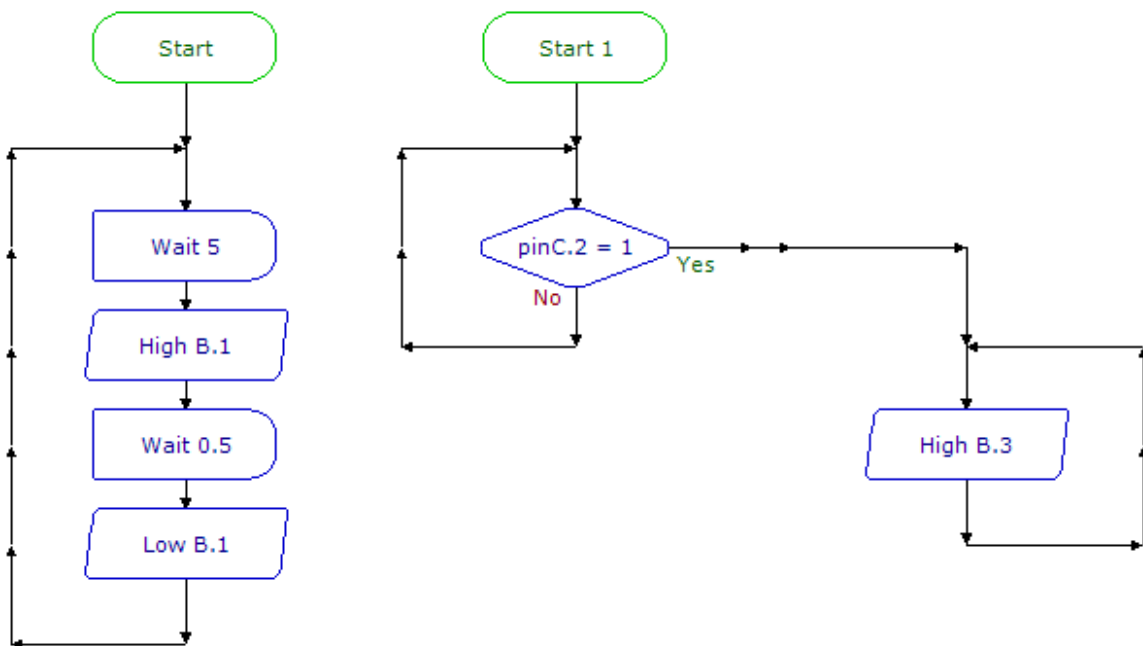 Start
Wait 5
High B.1
Wait 0.5
Low B.1
Start 1
pinC.2 = 1
Yes
No
High B.3